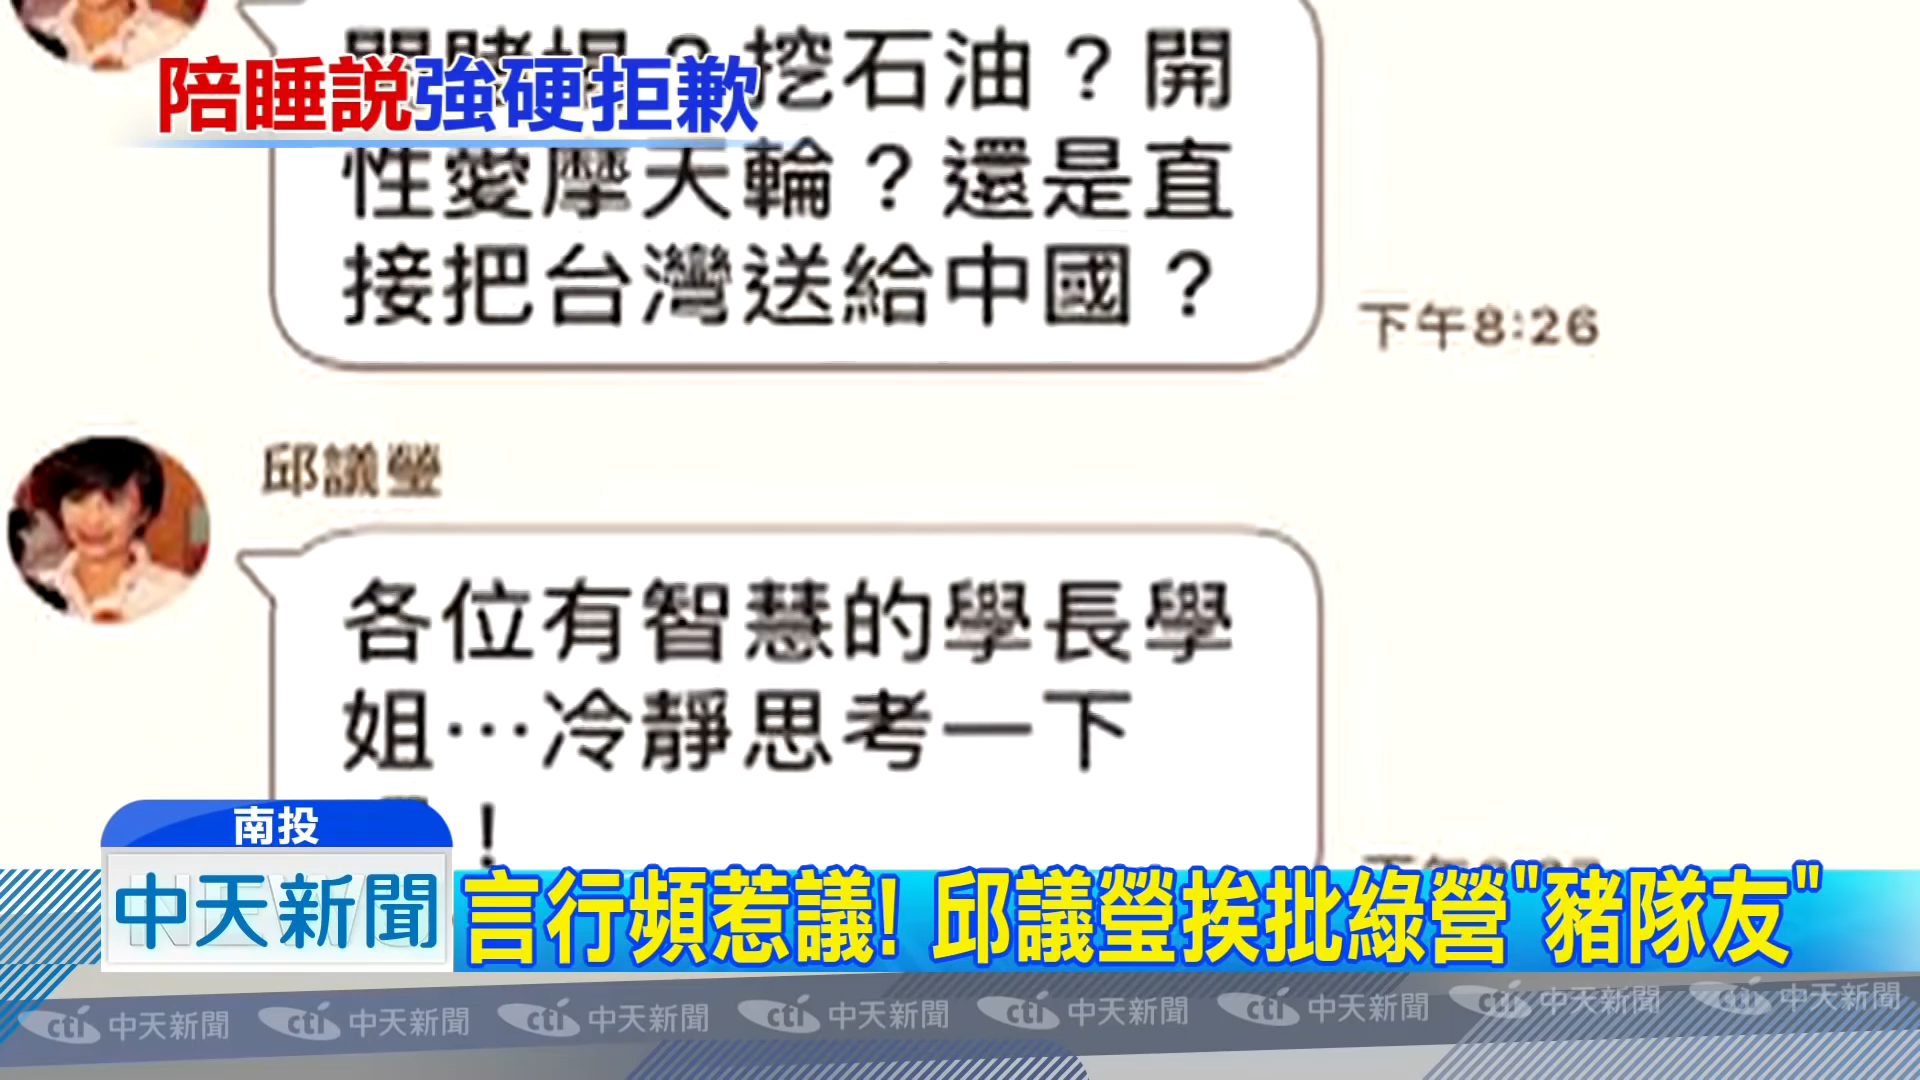 陪睡説強硬拒歉
挖石油？開
性愛摩天輪？還是直
接把台灣送給中國？
下午8:26
邱議瑩
各位有智慧的學長學
姐…冷靜思考一下
！
南投
中天新聞
言行頻惹議! 邱議瑩挨批綠營"豬隊友"
cti 中天新聞 cti 中天新聞 cti 中天新聞 cti 中天新聞 cti 中天新聞 cti 中天新聞 cti 中天新聞 cti 中天新聞